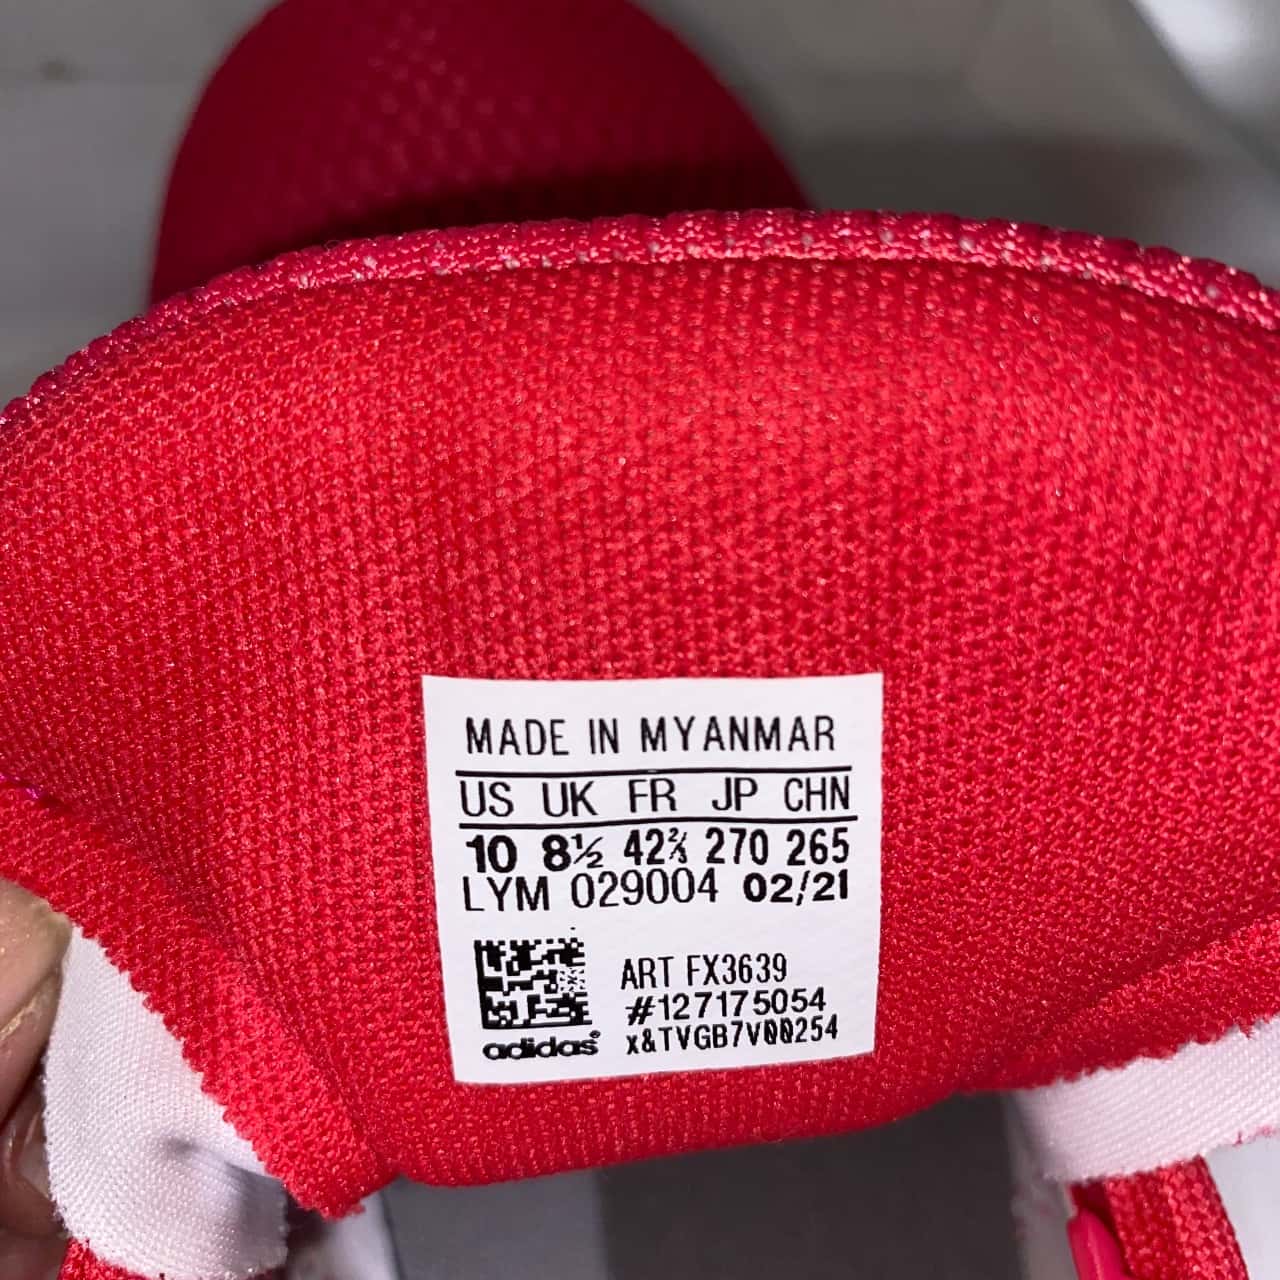 MADE IN MYANMAR
US UK FR JP CHN
10 8½ 42⅔ 270 265
LYM 029004 02/21
ART FX3639
#127175054
x&TVGB7V00254
adidas®